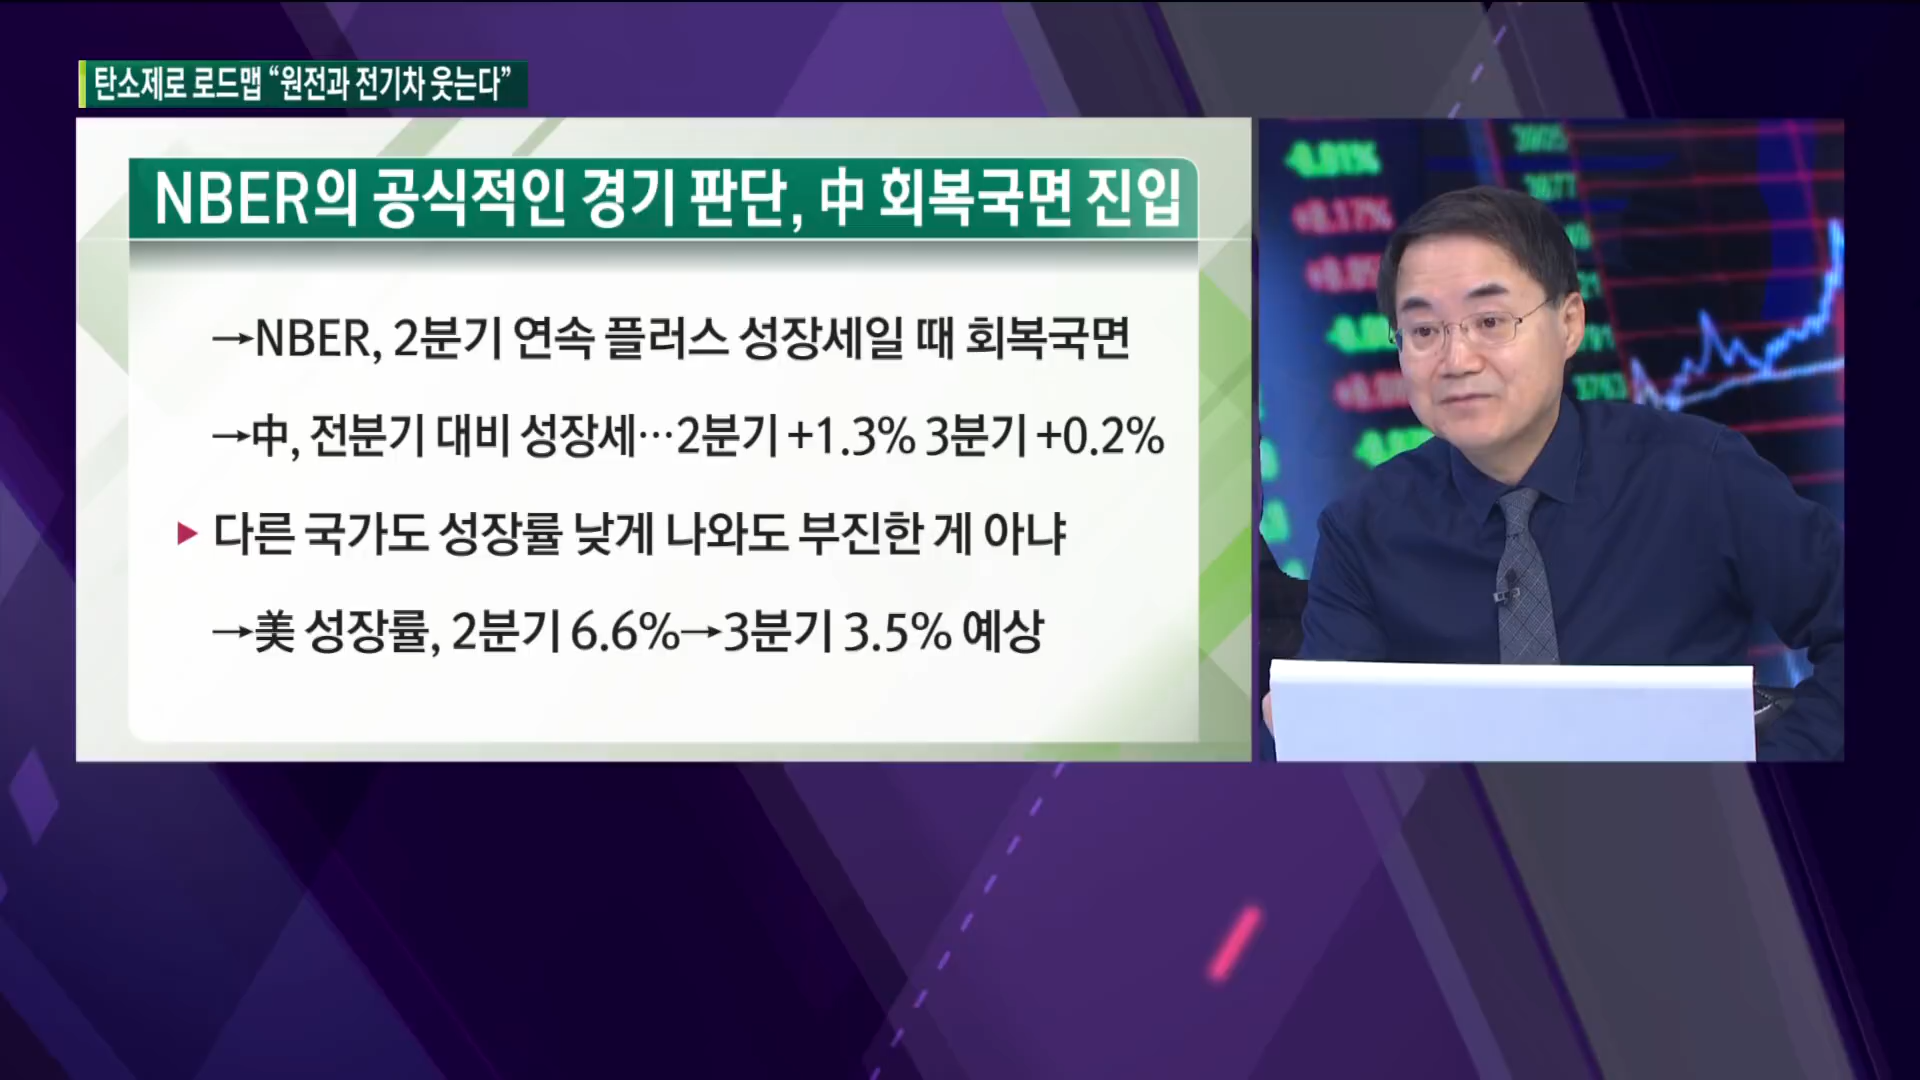 탄소제로 로드맵 “원전과 전기차 웃는다”
NBER의 공식적인 경기 판단, 中 회복국면 진입
→NBER, 2분기 연속 플러스 성장세일 때 회복국면
→中, 전분기 대비 성장세…2분기 +1.3% 3분기 +0.2%
▶ 다른 국가도 성장률 낮게 나와도 부진한 게 아냐
→美 성장률, 2분기 6.6%→3분기 3.5% 예상
-0.81%
+0.17%